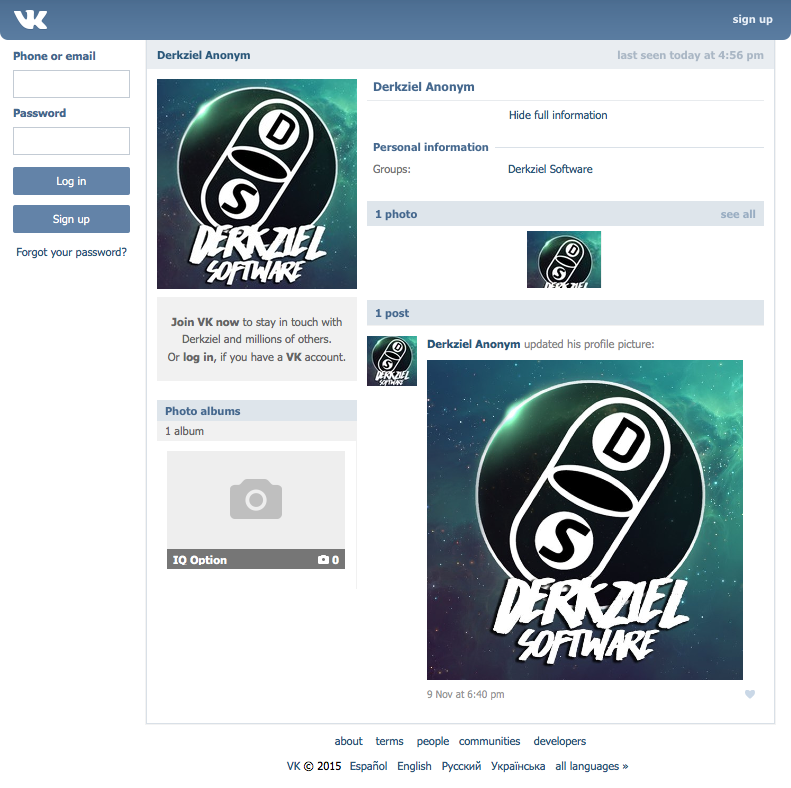 VK
sign up
Phone or email
Password
Log in
Sign up
Forgot your password?
Derkziel Anonym
last seen today at 4:56 pm
D
S
DERKZIEL
SOFTWARE
Join VK now to stay in touch with
Derkziel and millions of others.
Or log in, if you have a VK account.
Photo albums
1 album
IQ Option
0
Derkziel Anonym
Hide full information
Personal information
Groups: Derkziel Software
1 photo
see all
D
S
DERKZIEL
1 post
D
S
DERKZIEL
SOFTWARE
Derkziel Anonym updated his profile picture:
D
S
DERKZIEL
SOFTWARE
9 Nov at 6:40 pm
about terms people communities developers
VK © 2015 Español English Русский Українська all languages »